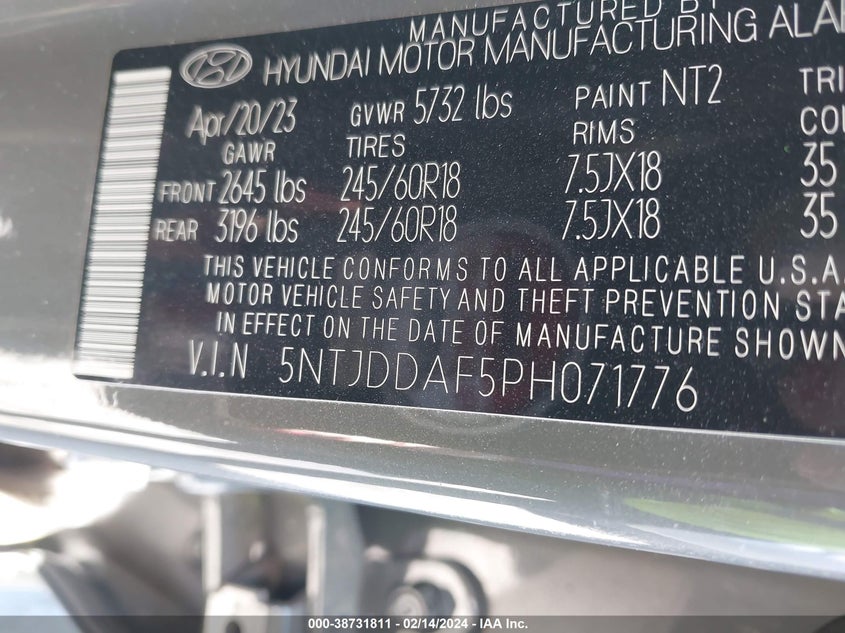 MANUFACTURED BY
HYUNDAI MOTOR MANUFACTURING
Apr/20/23 GVWR 5732 lbs PAINT NT2
GAWR TIRES RIMS
FRONT 2645 lbs 245/60R18 7.5JX18 35
REAR 3196 lbs 245/60R18 7.5JX18 35
THIS VEHICLE CONFORMS TO ALL APPLICABLE U.S.A.
MOTOR VEHICLE SAFETY AND THEFT PREVENTION
IN EFFECT ON THE DATE OF MANUFACTURE SHOWN
V.I.N 5NTJDDAF5PH071776
000-38731811 - 02/14/2024 - IAA Inc.